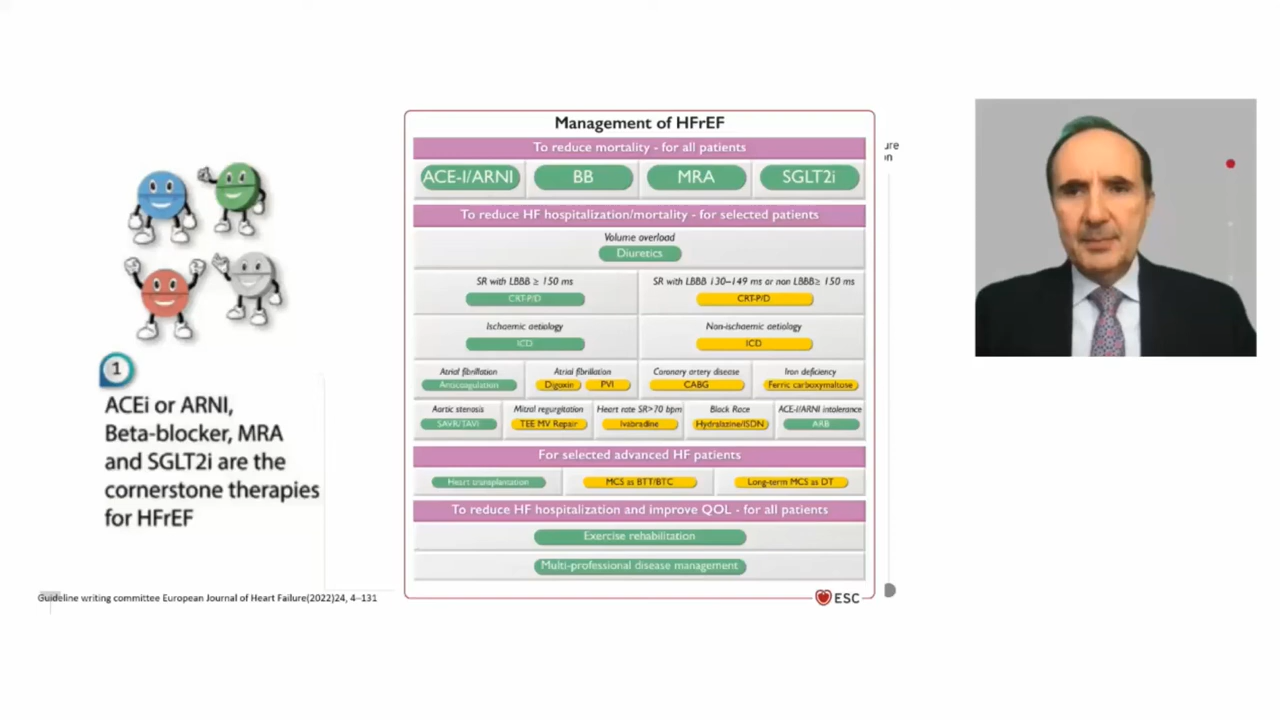 Management of HFrEF
To reduce mortality - for all patients
ACE-I/ARNI BB MRA SGLT2i
To reduce HF hospitalization/mortality - for selected patients
Volume overload
Diuretics
SR with LBBB ≥ 150 ms SR with LBBB 130–149 ms or non LBBB ≥ 150 ms
CRT-P/D CRT-P/D
Ischaemic aetiology Non-ischaemic aetiology
ICD ICD
Atrial fibrillation Atrial fibrillation Coronary artery disease Iron deficiency
Anticoagulation Digoxin PVI CABG Ferric carboxymaltose
Aortic stenosis Mitral regurgitation Heart rate SR>70 bpm Black Race ACE-I/ARNI intolerance
SAVR/TAVI TEE MV Repair Ivabradine Hydralazine/ISDN ARB
For selected advanced HF patients
Heart transplantation MCS as BTT/BTC Long-term MCS as DT
To reduce HF hospitalization and improve QOL - for all patients
Exercise rehabilitation
Multi-professional disease management
ESC
ure
on
1
ACEi or ARNI,
Beta-blocker, MRA
and SGLT2i are the
cornerstone therapies
for HFrEF
Guideline writing committee European Journal of Heart Failure(2022)24, 4–131